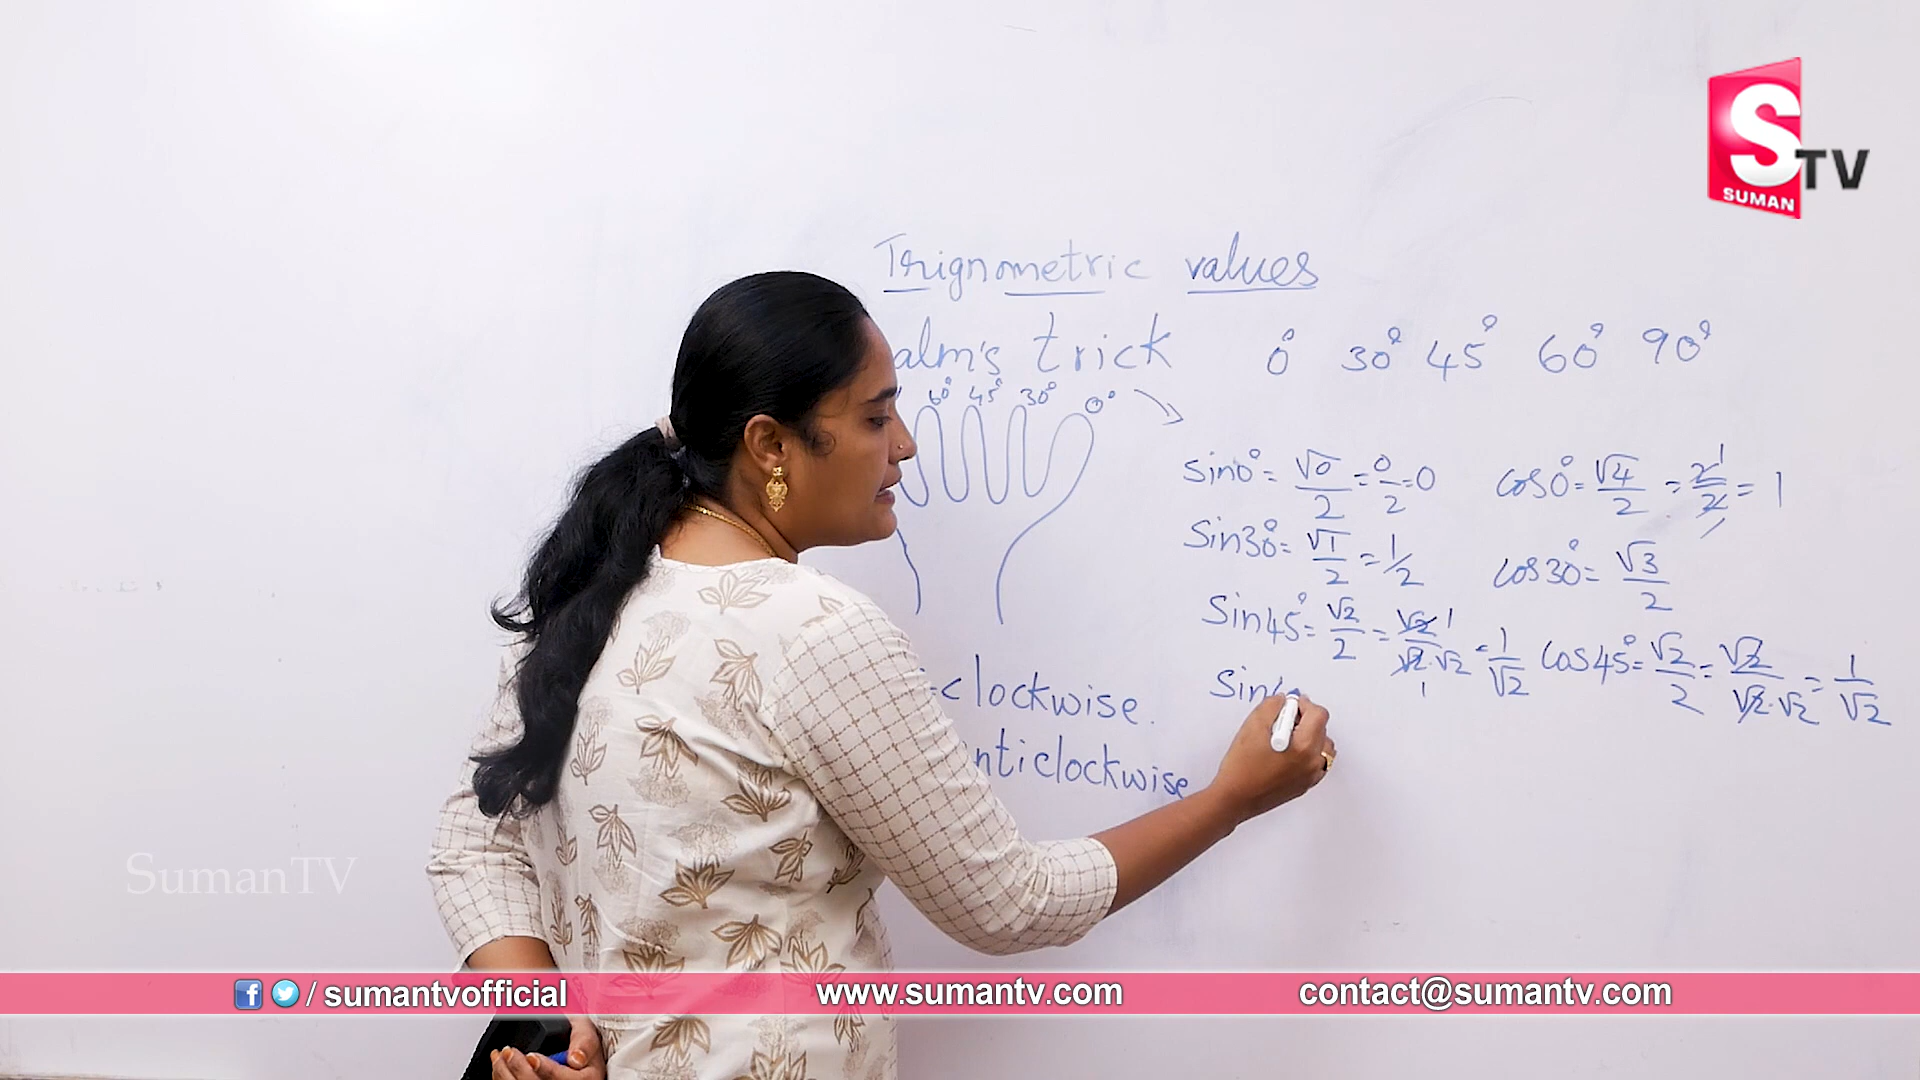 S TV
SUMAN
Trignometric values
alm's trick
0° 30° 45° 60° 90°
60° 45° 30° 0°
sin0° = √0/2 = 0/2 = 0
cos0° = √4/2 = 2/2 = 1
Sin30° = √1/2 = 1/2
cos30° = √3/2
Sin45° = √2/2 = √2/√2·√2 = 1/√2
cos45° = √2/2 = √2/√2·√2 = 1/√2
Sin
-clockwise.
nticlockwise
SumanTV
/ sumantvofficial
www.sumantv.com
contact@sumantv.com